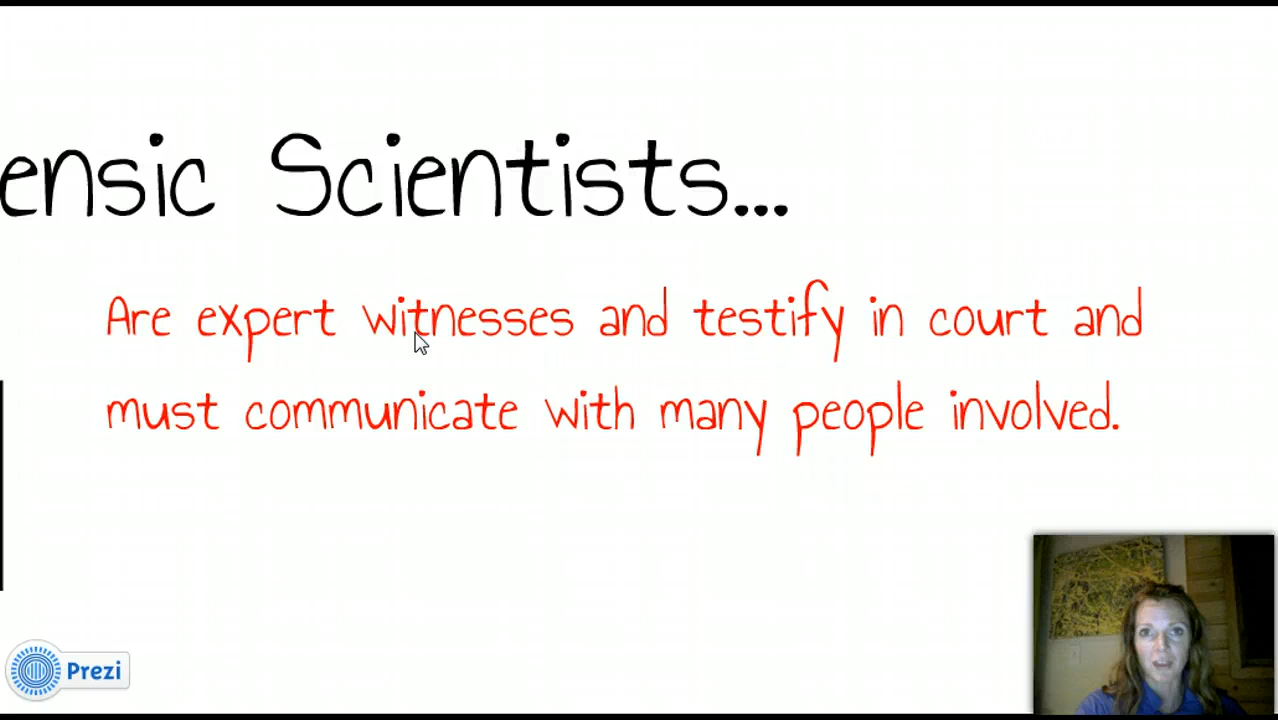 ensic Scientists...
Are expert witnesses and testify in court and
must communicate with many people involved.
Prezi